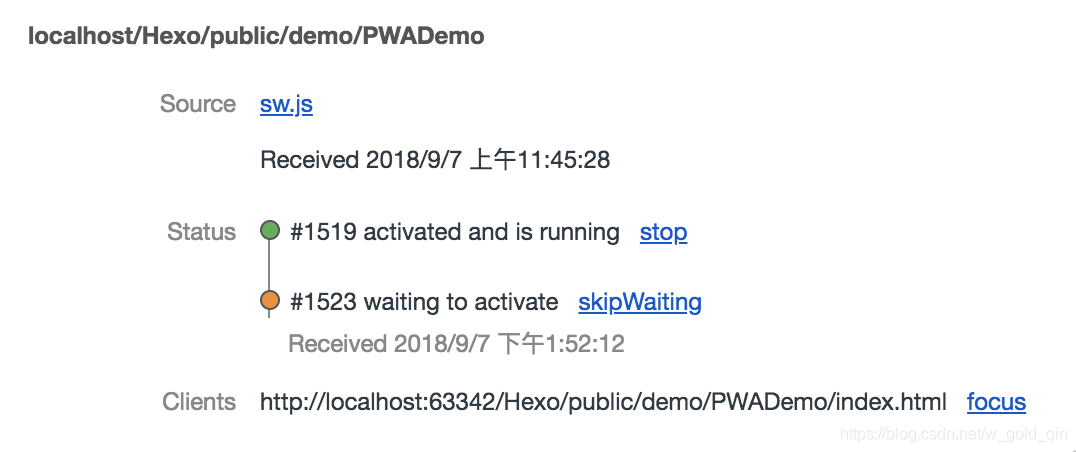 localhost/Hexo/public/demo/PWADemo
Source sw.js
Received 2018/9/7 上午11:45:28
Status #1519 activated and is running stop
#1523 waiting to activate skipWaiting
Received 2018/9/7 下午1:52:12
Clients http://localhost:63342/Hexo/public/demo/PWADemo/index.html focus
https://blog.csdn.net/w_gold_qin